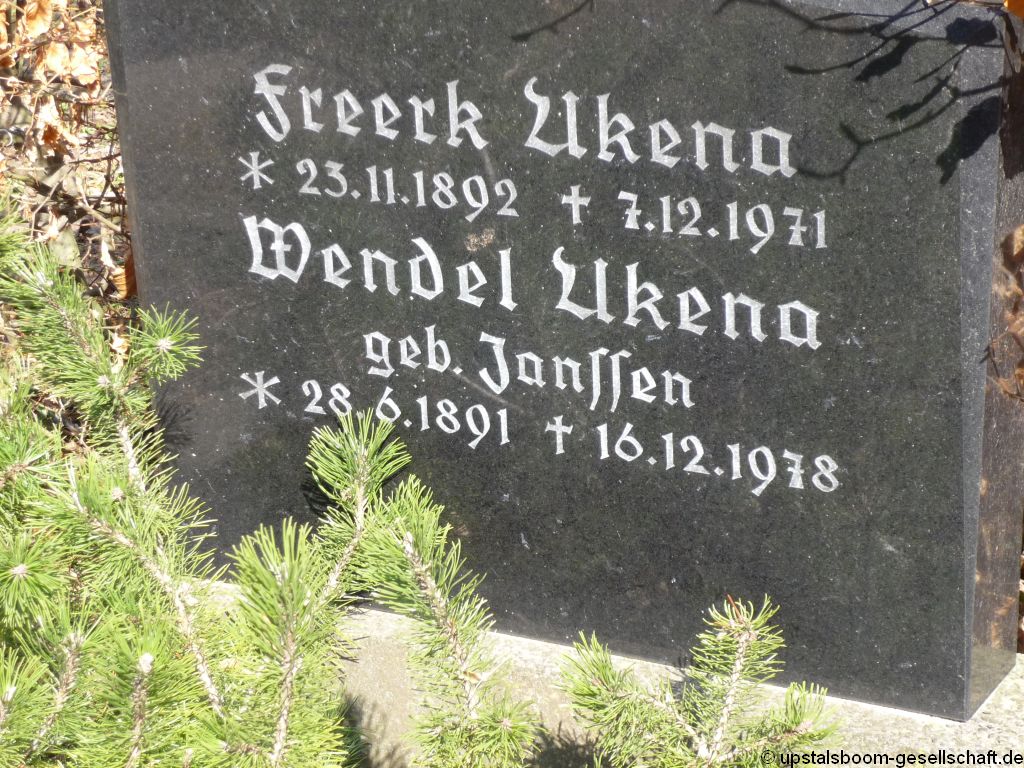 Freerk Ukena
* 23.11.1892 † 7.12.1971
Wendel Ukena
geb. Janſſen
* 28.6.1891 † 16.12.1978
© upstalsboom-gesellschaft.de